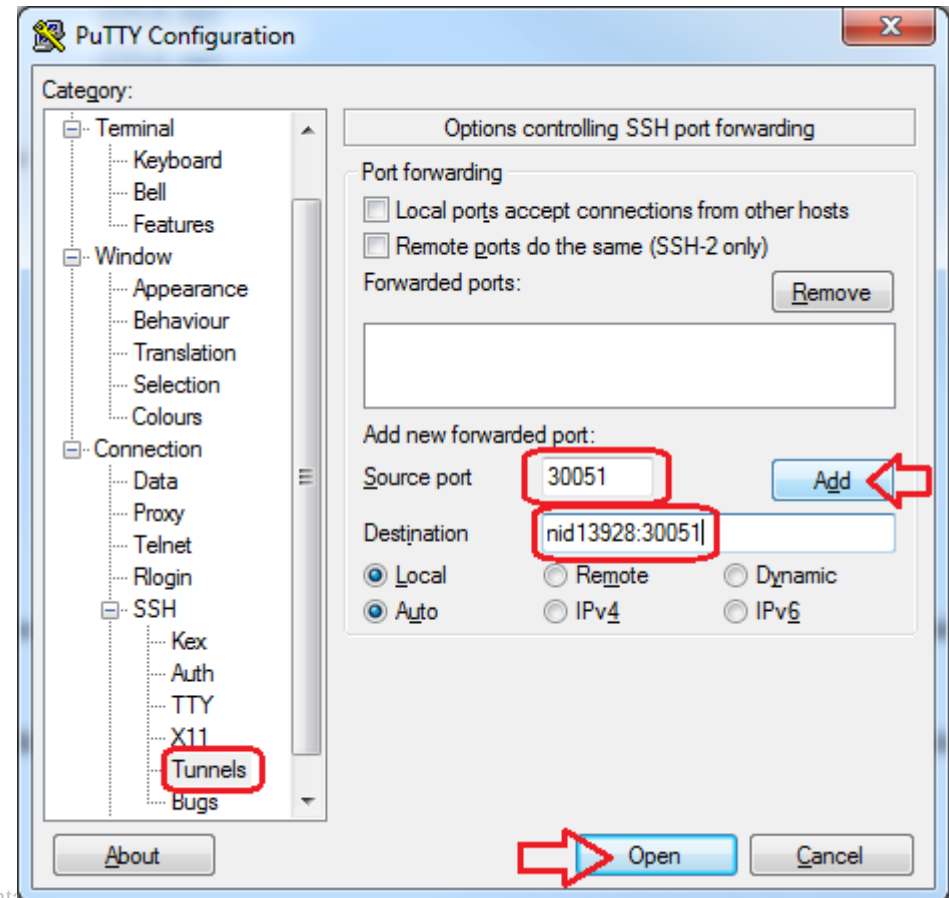 PuTTY Configuration
Category:
Terminal
Keyboard
Bell
Features
Window
Appearance
Behaviour
Translation
Selection
Colours
Connection
Data
Proxy
Telnet
Rlogin
SSH
Kex
Auth
TTY
X11
Tunnels
Bugs
Options controlling SSH port forwarding
Port forwarding
Local ports accept connections from other hosts
Remote ports do the same (SSH-2 only)
Forwarded ports:
Remove
Add new forwarded port:
Source port 30051 Add
Destination nid13928:30051
Local Remote Dynamic
Auto IPv4 IPv6
About Open Cancel